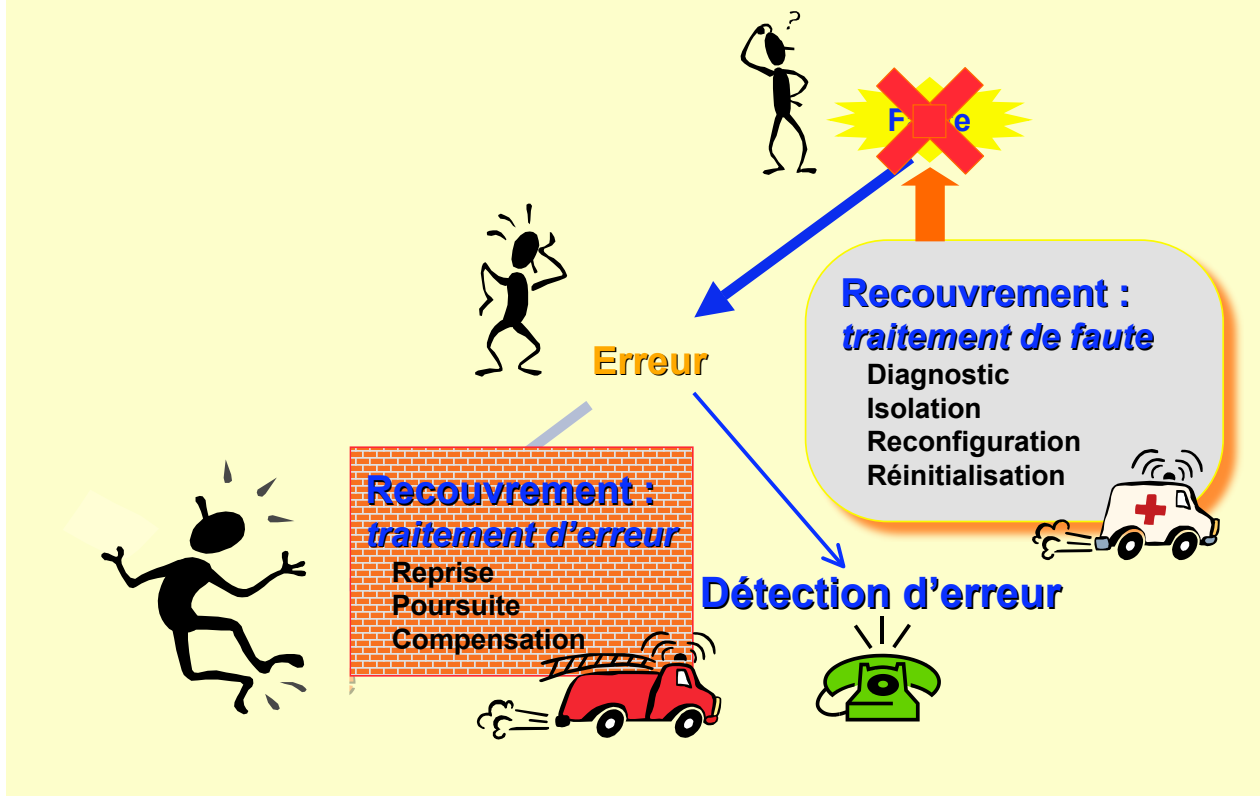 ?
Erreur
Recouvrement :
traitement de faute
Diagnostic
Isolation
Reconfiguration
Réinitialisation
Recouvrement :
traitement d'erreur
Reprise
Poursuite
Compensation
Détection d'erreur